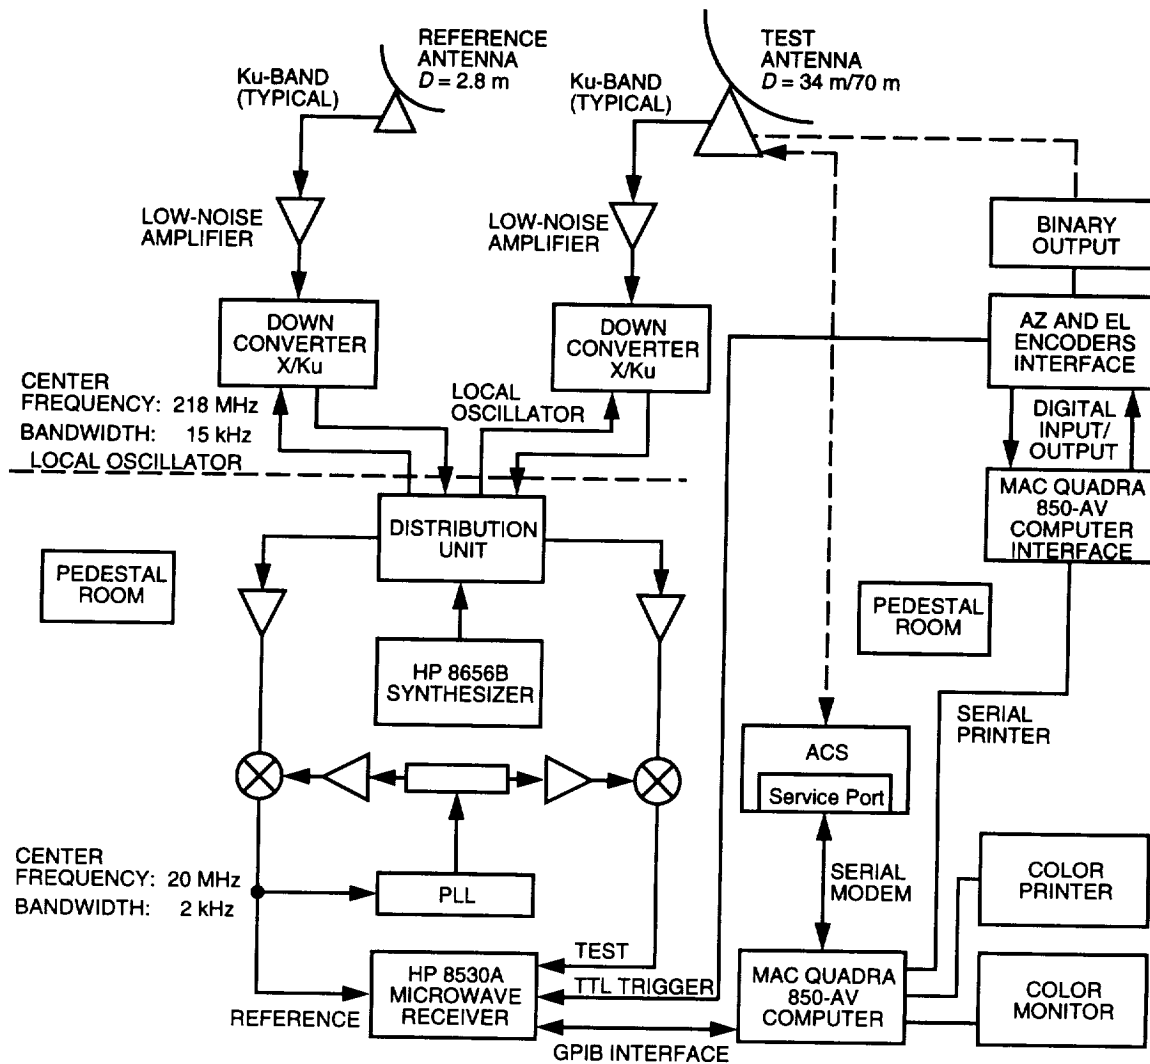 REFERENCE
ANTENNA
D = 2.8 m
TEST
ANTENNA
D = 34 m/70 m
Ku-BAND
(TYPICAL)
Ku-BAND
(TYPICAL)
LOW-NOISE
AMPLIFIER
LOW-NOISE
AMPLIFIER
BINARY
OUTPUT
DOWN
CONVERTER
X/Ku
DOWN
CONVERTER
X/Ku
AZ AND EL
ENCODERS
INTERFACE
CENTER
FREQUENCY: 218 MHz
BANDWIDTH: 15 kHz
LOCAL OSCILLATOR
LOCAL
OSCILLATOR
DIGITAL
INPUT/
OUTPUT
MAC QUADRA
850-AV
COMPUTER
INTERFACE
DISTRIBUTION
UNIT
PEDESTAL
ROOM
PEDESTAL
ROOM
HP 8656B
SYNTHESIZER
SERIAL
PRINTER
ACS
Service Port
CENTER
FREQUENCY: 20 MHz
BANDWIDTH: 2 kHz
PLL
SERIAL
MODEM
COLOR
PRINTER
TEST
HP 8530A
MICROWAVE
RECEIVER
TTL TRIGGER
MAC QUADRA
850-AV
COMPUTER
COLOR
MONITOR
REFERENCE
GPIB INTERFACE